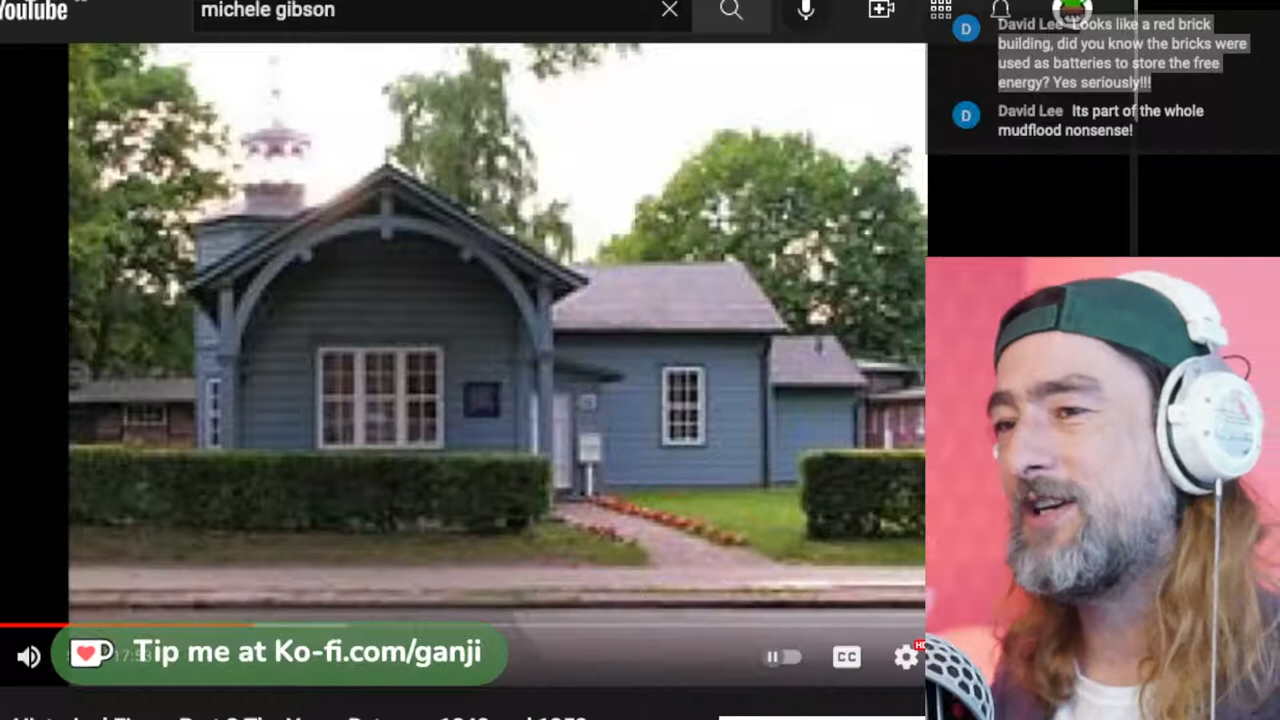 YouTube
michele gibson
David Lee Looks like a red brick
building, did you know the bricks were
used as batteries to store the free
energy? Yes seriously!!!
D
David Lee Its part of the whole
mudflood nonsense!
D
Tip me at Ko-fi.com/ganji
CC
HD